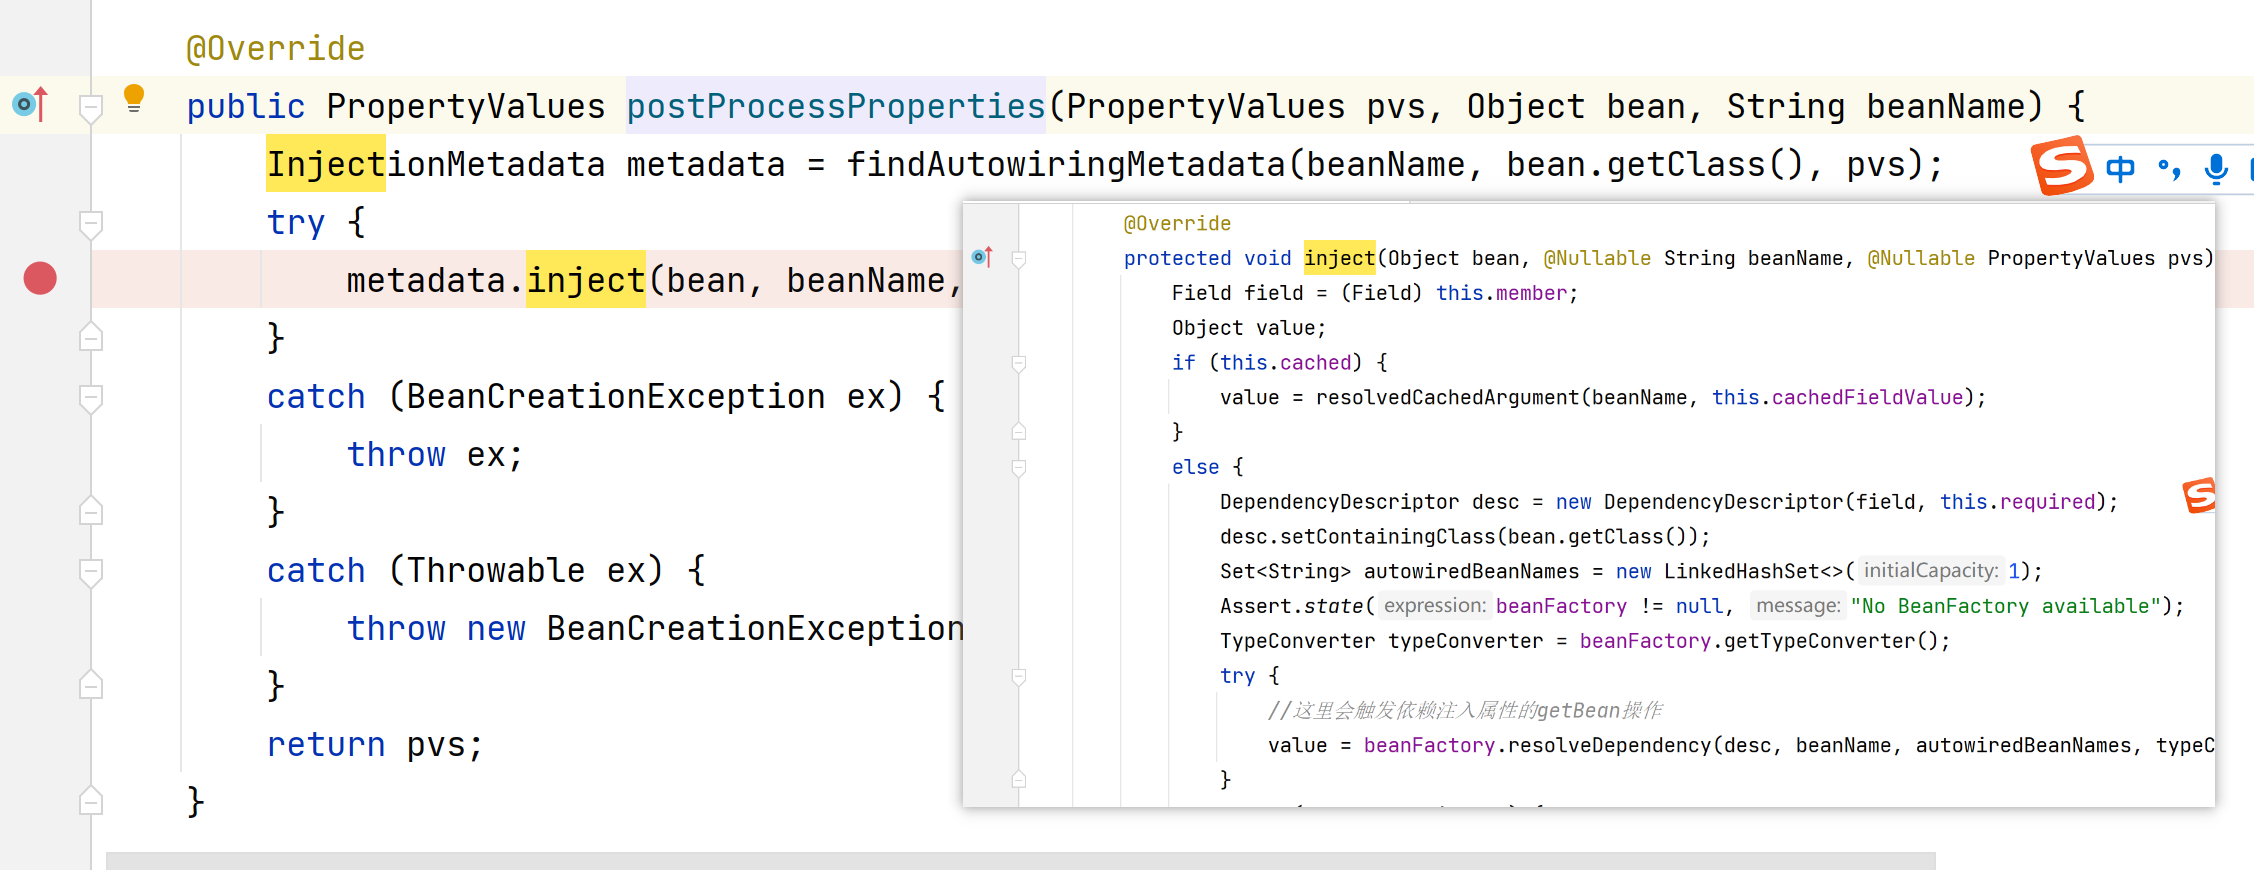 @Override
public PropertyValues postProcessProperties(PropertyValues pvs, Object bean, String beanName) {
InjectionMetadata metadata = findAutowiringMetadata(beanName, bean.getClass(), pvs);
try {
metadata.inject(bean, beanName,
}
catch (BeanCreationException ex) {
throw ex;
}
catch (Throwable ex) {
throw new BeanCreationException
}
return pvs;
}
中
@Override
protected void inject(Object bean, @Nullable String beanName, @Nullable PropertyValues pvs)
Field field = (Field) this.member;
Object value;
if (this.cached) {
value = resolvedCachedArgument(beanName, this.cachedFieldValue);
}
else {
DependencyDescriptor desc = new DependencyDescriptor(field, this.required);
desc.setContainingClass(bean.getClass());
Set<String> autowiredBeanNames = new LinkedHashSet<>( initialCapacity: 1);
Assert.state( expression: beanFactory != null, message: "No BeanFactory available");
TypeConverter typeConverter = beanFactory.getTypeConverter();
try {
//这里会触发依赖注入属性的getBean操作
value = beanFactory.resolveDependency(desc, beanName, autowiredBeanNames, typeC
}